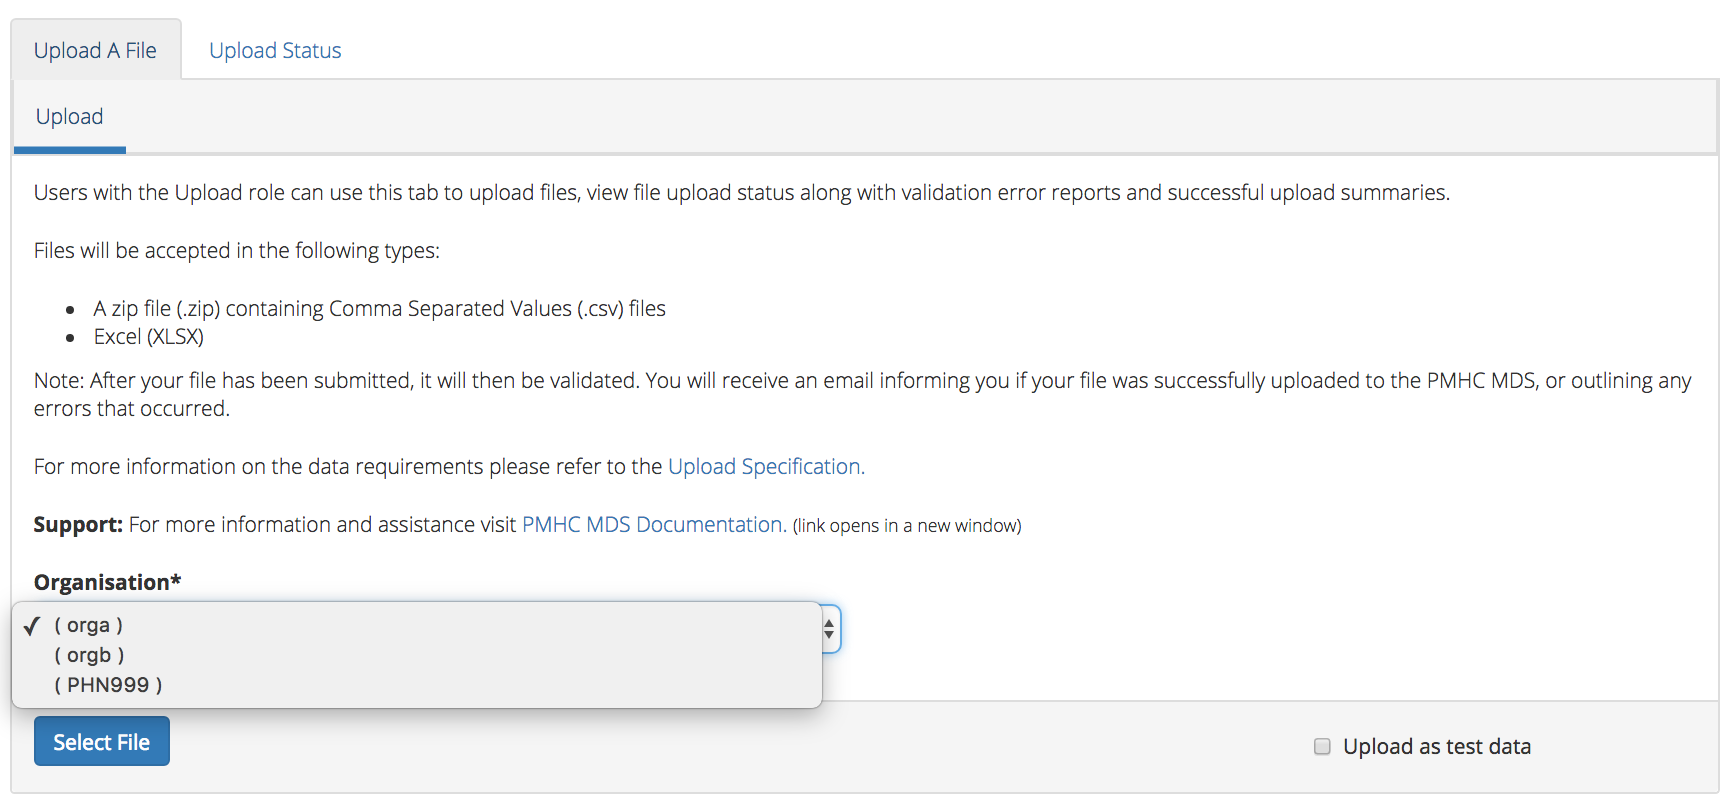 Upload A File
Upload Status
Upload
Users with the Upload role can use this tab to upload files, view file upload status along with validation error reports and successful upload summaries.
Files will be accepted in the following types:
A zip file (.zip) containing Comma Separated Values (.csv) files
Excel (XLSX)
Note: After your file has been submitted, it will then be validated. You will receive an email informing you if your file was successfully uploaded to the PMHC MDS, or outlining any
errors that occurred.
For more information on the data requirements please refer to the Upload Specification.
Support: For more information and assistance visit PMHC MDS Documentation. (link opens in a new window)
Organisation*
( orga )
( orgb )
( PHN999 )
Select File
Upload as test data